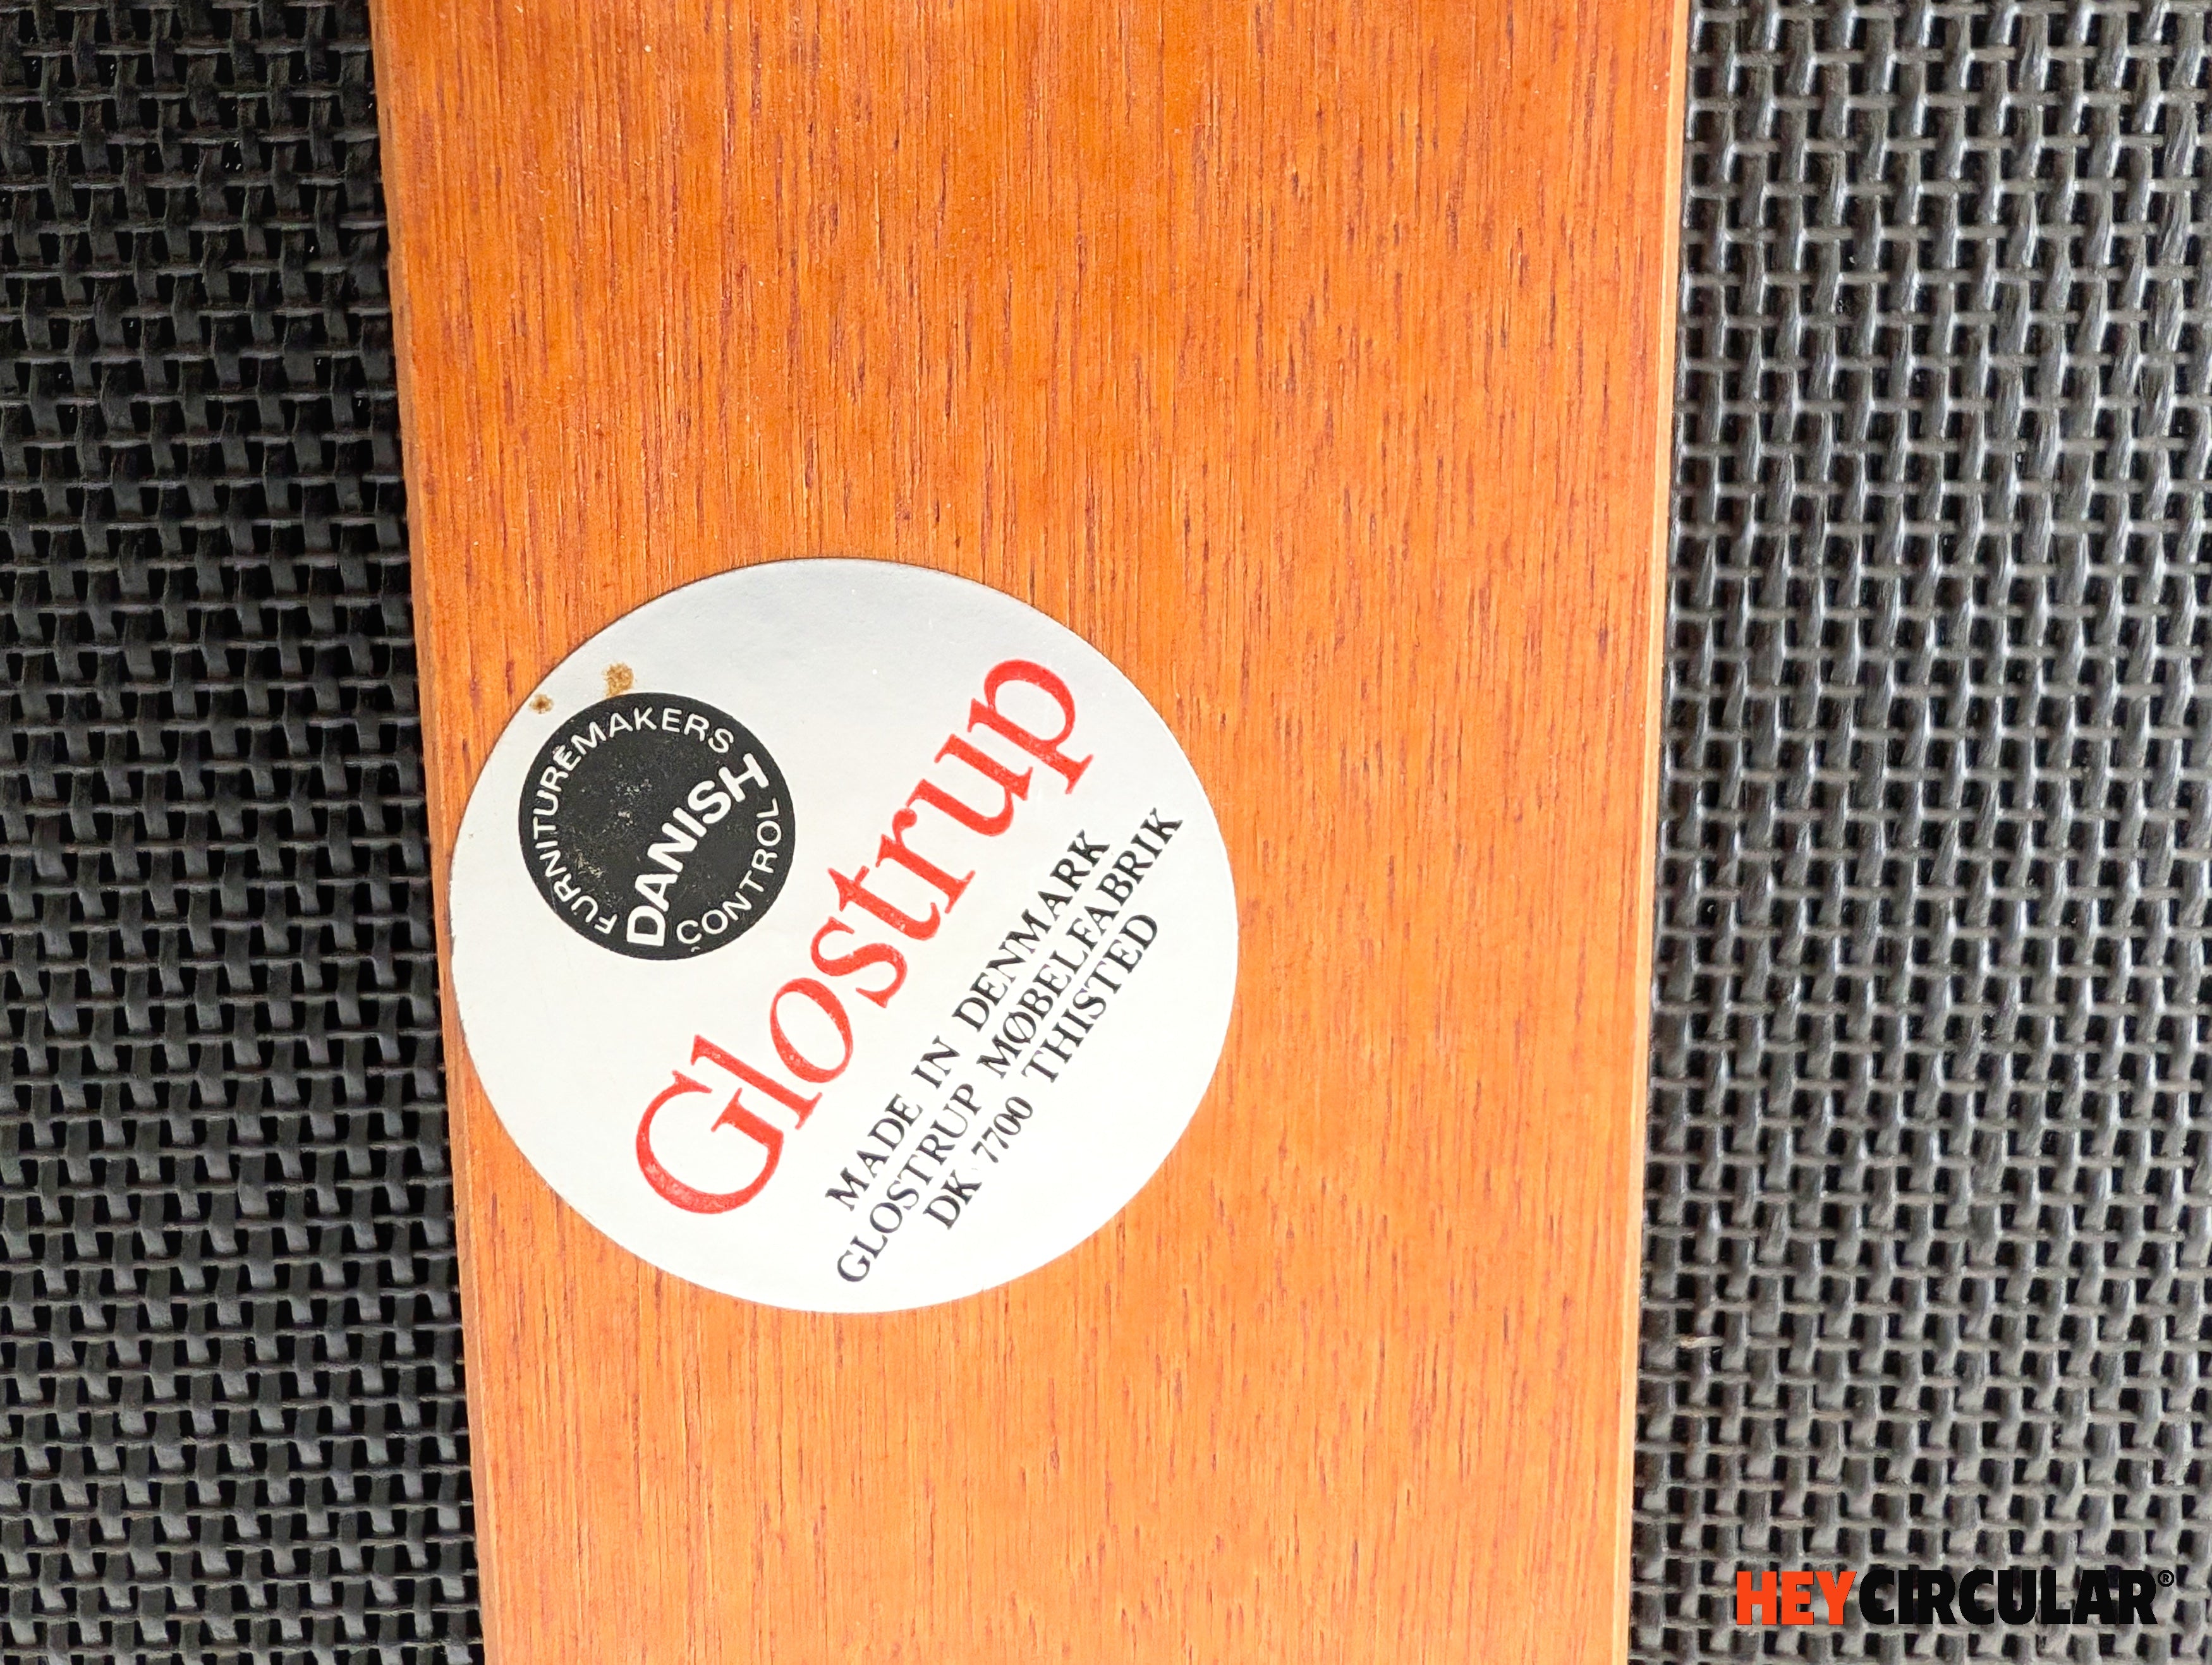 FURNITUREMAKERS
DANISH
CONTROL
Glostrup
MADE IN DENMARK
GLOSTRUP MØBELFABRIK
DK 7700 THISTED
HEYCIRCULAR®